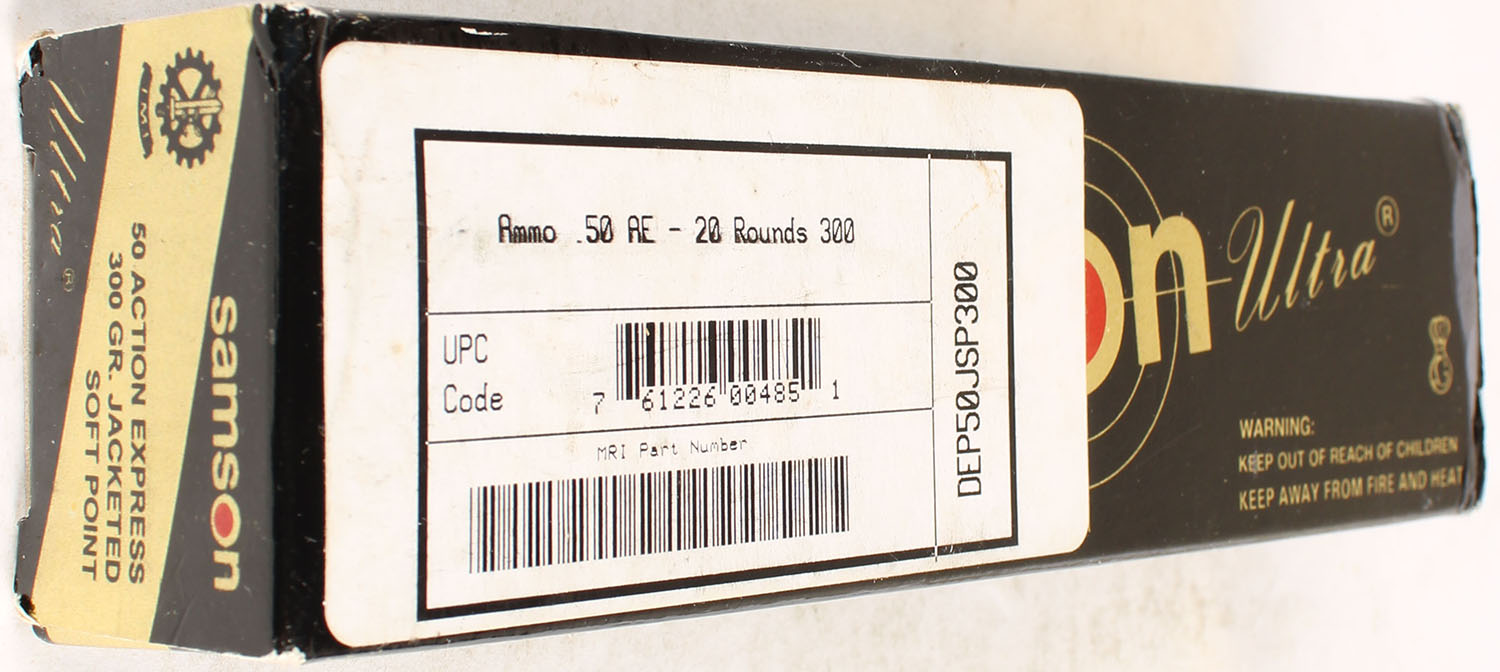 Ultra ®
IMI
50 ACTION EXPRESS
300 GR. JACKETED
SOFT POINT
samson
Ammo .50 AE - 20 Rounds 300
UPC
Code
7 61226 00485 1
MRI Part Number
DEP50JSP300
on Ultra ®
WARNING:
KEEP OUT OF REACH OF CHILDREN
KEEP AWAY FROM FIRE AND HEAT